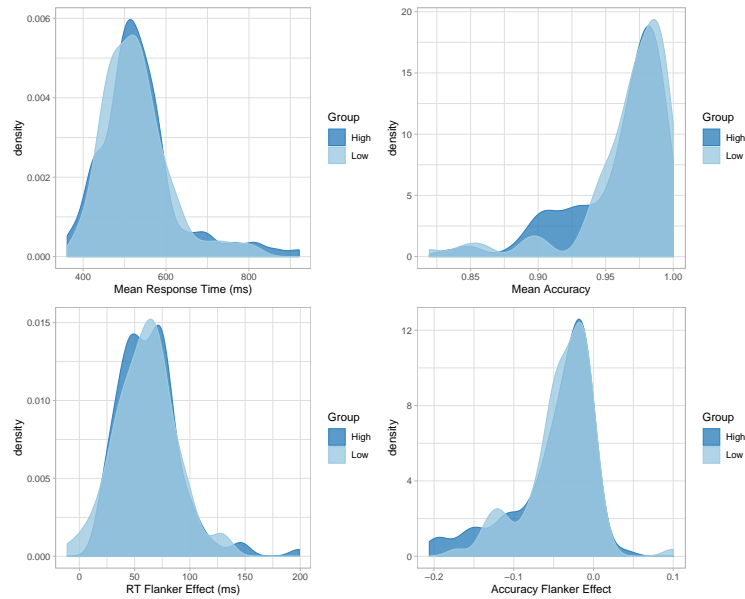 0.006
0.004
0.002
0.000
density
400 600 800
Mean Response Time (ms)
Group
High
Low
20
15
10
5
0
density
0.85 0.90 0.95 1.00
Mean Accuracy
Group
High
Low
0.015
0.010
0.005
0.000
density
0 50 100 150 200
RT Flanker Effect (ms)
Group
High
Low
12
8
4
0
density
−0.2 −0.1 0.0 0.1
Accuracy Flanker Effect
Group
High
Low